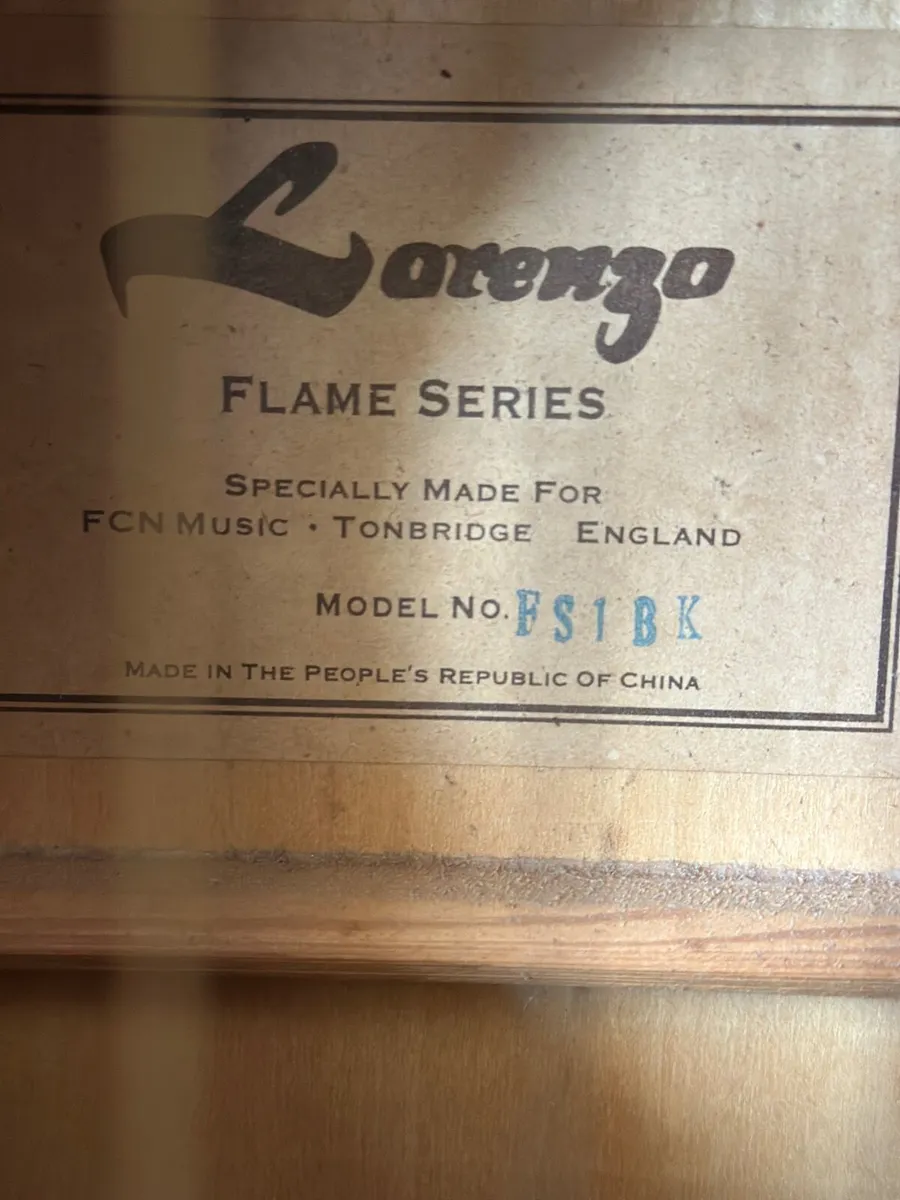 Lorenzo
FLAME SERIES
SPECIALLY MADE FOR
FCN MUSIC · TONBRIDGE ENGLAND
MODEL NO. FS1BK
MADE IN THE PEOPLE'S REPUBLIC OF CHINA